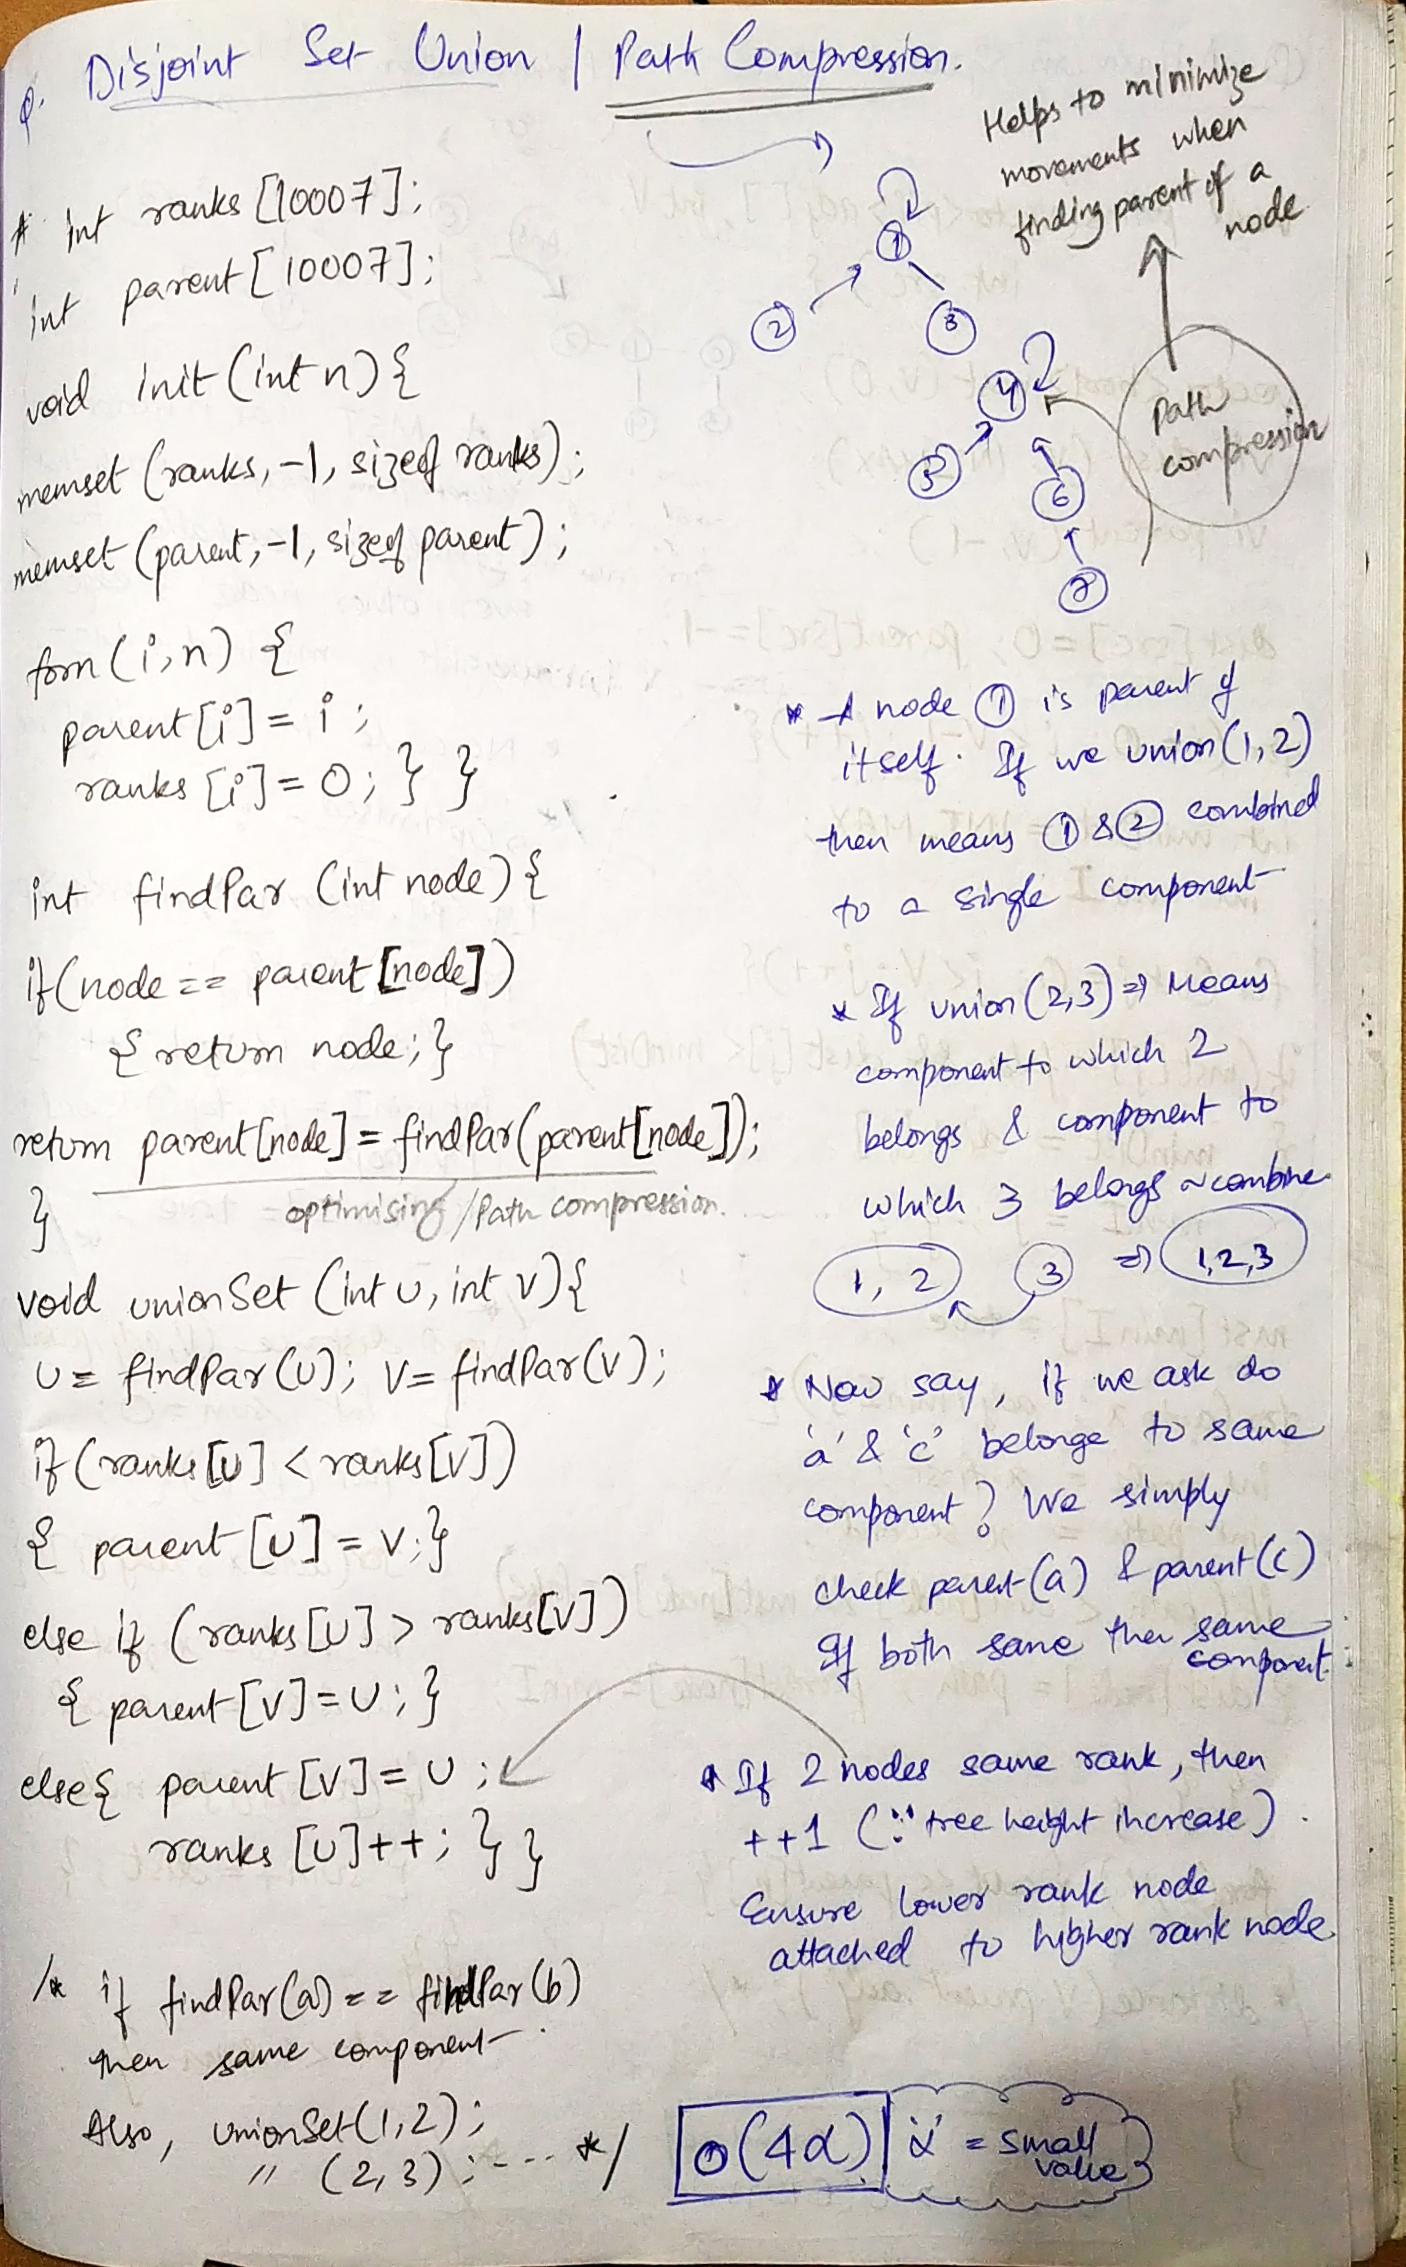 Q. Disjoint Set Union | Path Compression.
Helps to minimize
movements when
finding parent of a
node
* int ranks [10007];
int parent [10007];
void init (int n) {
memset (ranks, -1, sizeof ranks);
memset (parent, -1, sizeof parent);
forn (i, n) {
parent [i] = i ;
ranks [i] = 0; } }
int findPar (int node) {
if (node == parent [node])
{ return node; }
return parent [node] = findPar (parent [node]);
optimising / Path compression.
}
void unionSet (int u, int v) {
u = findPar (u); v = findPar (v);
if (ranks [u] < ranks [v])
{ parent [u] = v; }
else if (ranks [u] > ranks [v])
{ parent [v] = u; }
else { parent [v] = u ;
ranks [u]++; } }
/* if findPar (a) == findPar (b)
then same component.
Also, unionSet (1, 2);
" (2, 3) ; --- */
1
2
3
4
5
6
Path
compression
* A node 1 is parent of
itself. If we union (1, 2)
then means 1 & 2 combined
to a single component
* If union (2,3) => Means
component to which 2
belongs & component to
which 3 belongs ~ combine
1, 2 3 => 1,2,3
* Now say, if we ask do
'a' & 'c' belonge to same
component? We simply
check parent (a) & parent (c)
If both same then same
component.
* If 2 nodes same rank, then
++1 (∵ tree height increase).
Ensure lower rank node
attached to higher rank node
O(4α) 'α' = small
value